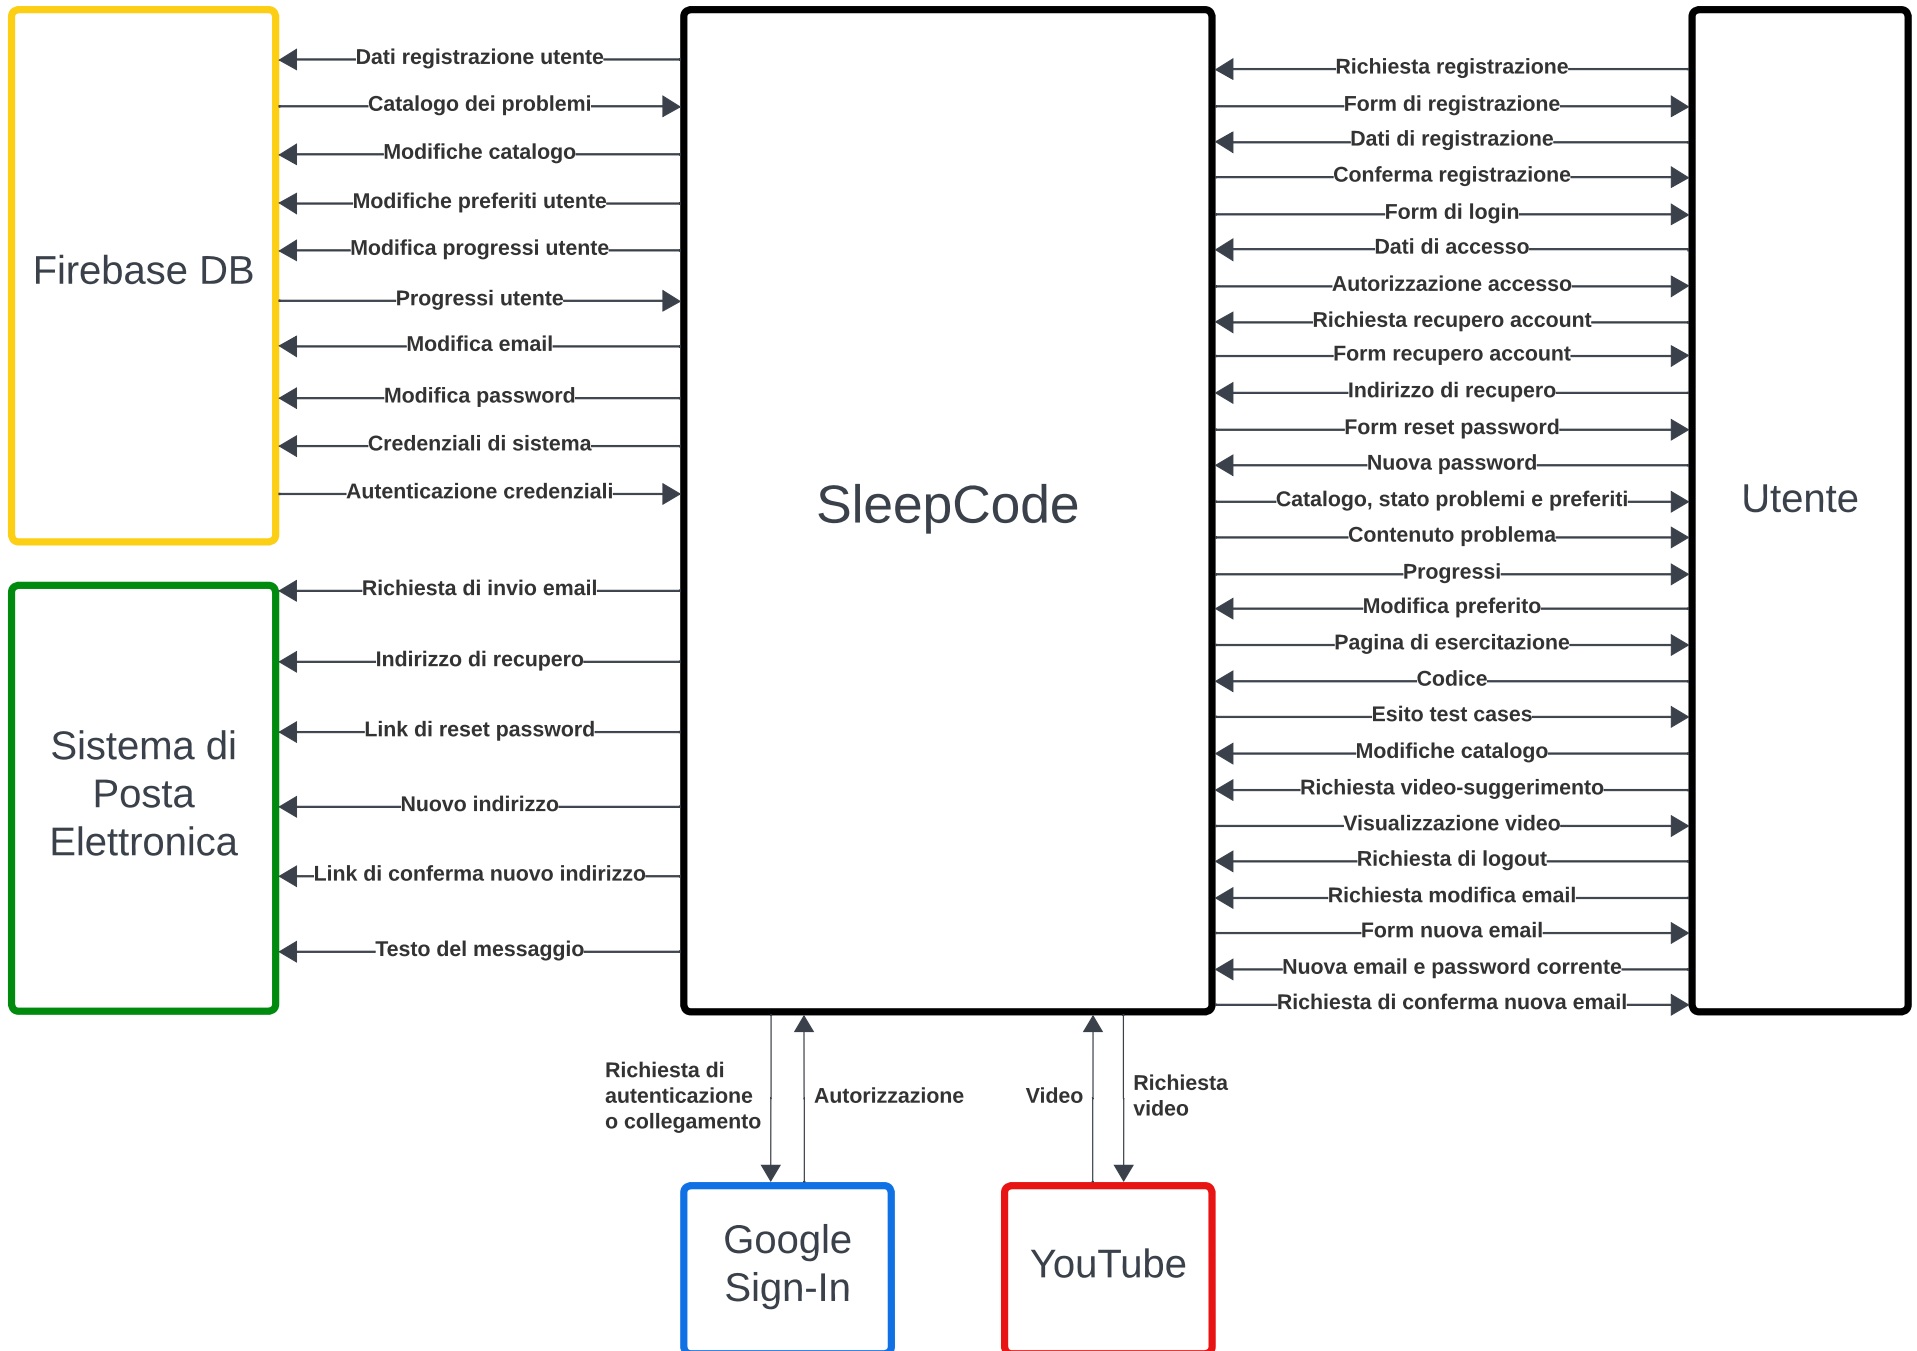 Firebase DB
Dati registrazione utente
Catalogo dei problemi
Modifiche catalogo
Modifiche preferiti utente
Modifica progressi utente
Progressi utente
Modifica email
Modifica password
Credenziali di sistema
Autenticazione credenziali
Sistema di
Posta
Elettronica
Richiesta di invio email
Indirizzo di recupero
Link di reset password
Nuovo indirizzo
Link di conferma nuovo indirizzo
Testo del messaggio
SleepCode
Richiesta registrazione
Form di registrazione
Dati di registrazione
Conferma registrazione
Form di login
Dati di accesso
Autorizzazione accesso
Richiesta recupero account
Form recupero account
Indirizzo di recupero
Form reset password
Nuova password
Catalogo, stato problemi e preferiti
Contenuto problema
Progressi
Modifica preferito
Pagina di esercitazione
Codice
Esito test cases
Modifiche catalogo
Richiesta video-suggerimento
Visualizzazione video
Richiesta di logout
Richiesta modifica email
Form nuova email
Nuova email e password corrente
Richiesta di conferma nuova email
Utente
Richiesta di
autenticazione
o collegamento
Autorizzazione
Video
Richiesta
video
Google
Sign-In
YouTube